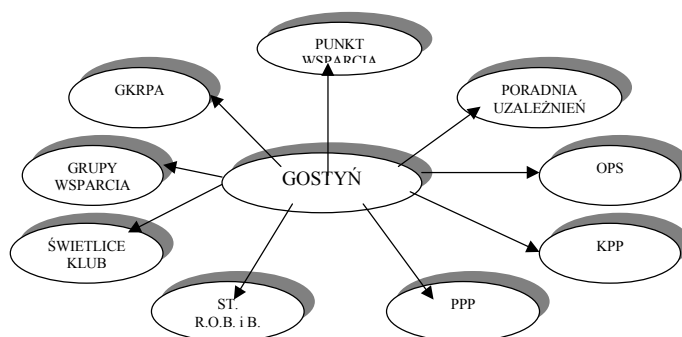 PUNKT
WSPARCIA
GKRPA
PORADNIA
UZALEŻNIEŃ
GRUPY
WSPARCIA
GOSTYŃ
OPS
ŚWIETLICE
KLUB
KPP
ST.
R.O.B. i B.
PPP